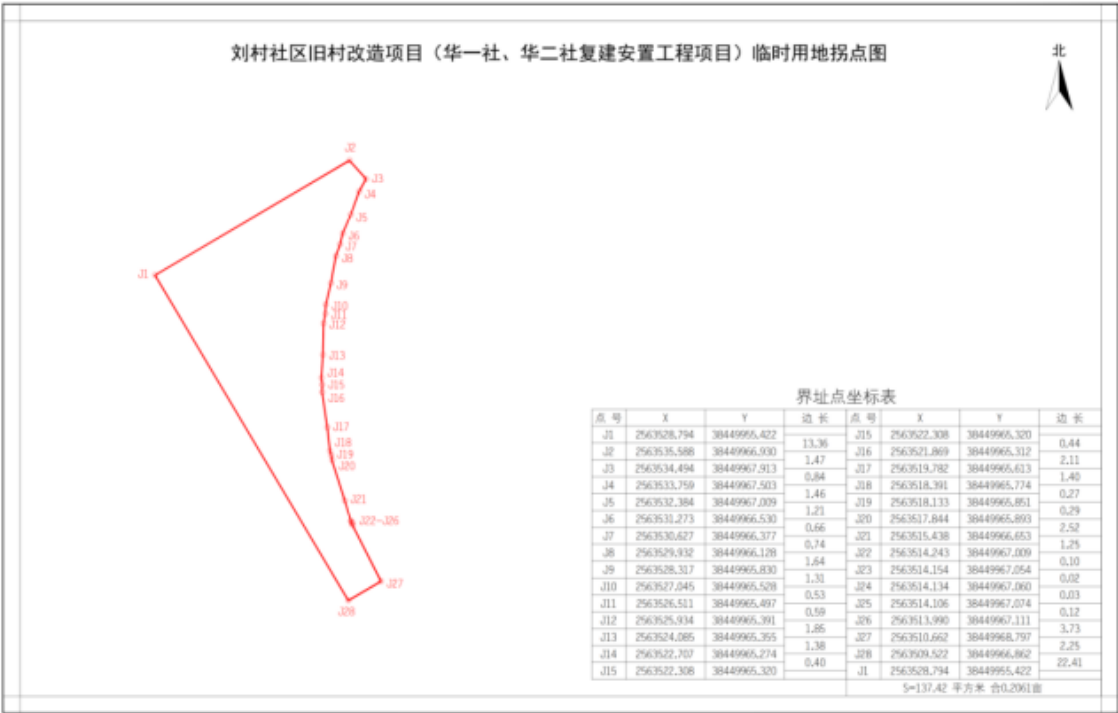 刘村社区旧村改造项目（华一社、华二社复建安置工程项目）临时用地拐点图
北
J2
J3
J4
J5
J6
J7
J8
J1
J9
J10
J11
J12
J13
J14
J15
J16
J17
J18
J19
J20
J21
J22-J26
J27
J28
界址点坐标表
点 号 X Y 边 长 点 号 X Y 边 长
J1 2563528.794 38449955.422 J15 2563522.308 38449965.320
13.36 0.44
J2 2563535.588 38449966.930 J16 2563521.869 38449965.312
1.47 2.11
J3 2563534.494 38449967.913 J17 2563519.782 38449965.613
0.84 1.40
J4 2563533.759 38449967.503 J18 2563518.391 38449965.774
1.46 0.27
J5 2563532.384 38449967.009 J19 2563518.133 38449965.851
1.21 0.29
J6 2563531.273 38449966.530 J20 2563517.844 38449965.893
0.66 2.52
J7 2563530.627 38449966.377 J21 2563515.438 38449966.653
0.74 1.25
J8 2563529.932 38449966.128 J22 2563514.243 38449967.009
1.64 0.10
J9 2563528.317 38449965.830 J23 2563514.154 38449967.054
1.31 0.02
J10 2563527.045 38449965.528 J24 2563514.134 38449967.060
0.53 0.03
J11 2563526.511 38449965.497 J25 2563514.106 38449967.074
0.59 0.12
J12 2563525.934 38449965.391 J26 2563513.990 38449967.111
1.85 3.73
J13 2563524.085 38449965.355 J27 2563510.662 38449968.797
1.38 2.25
J14 2563522.707 38449965.274 J28 2563509.522 38449966.862
0.40 22.41
J15 2563522.308 38449965.320 J1 2563528.794 38449955.422
S=137.42 平方米 合0.2061亩